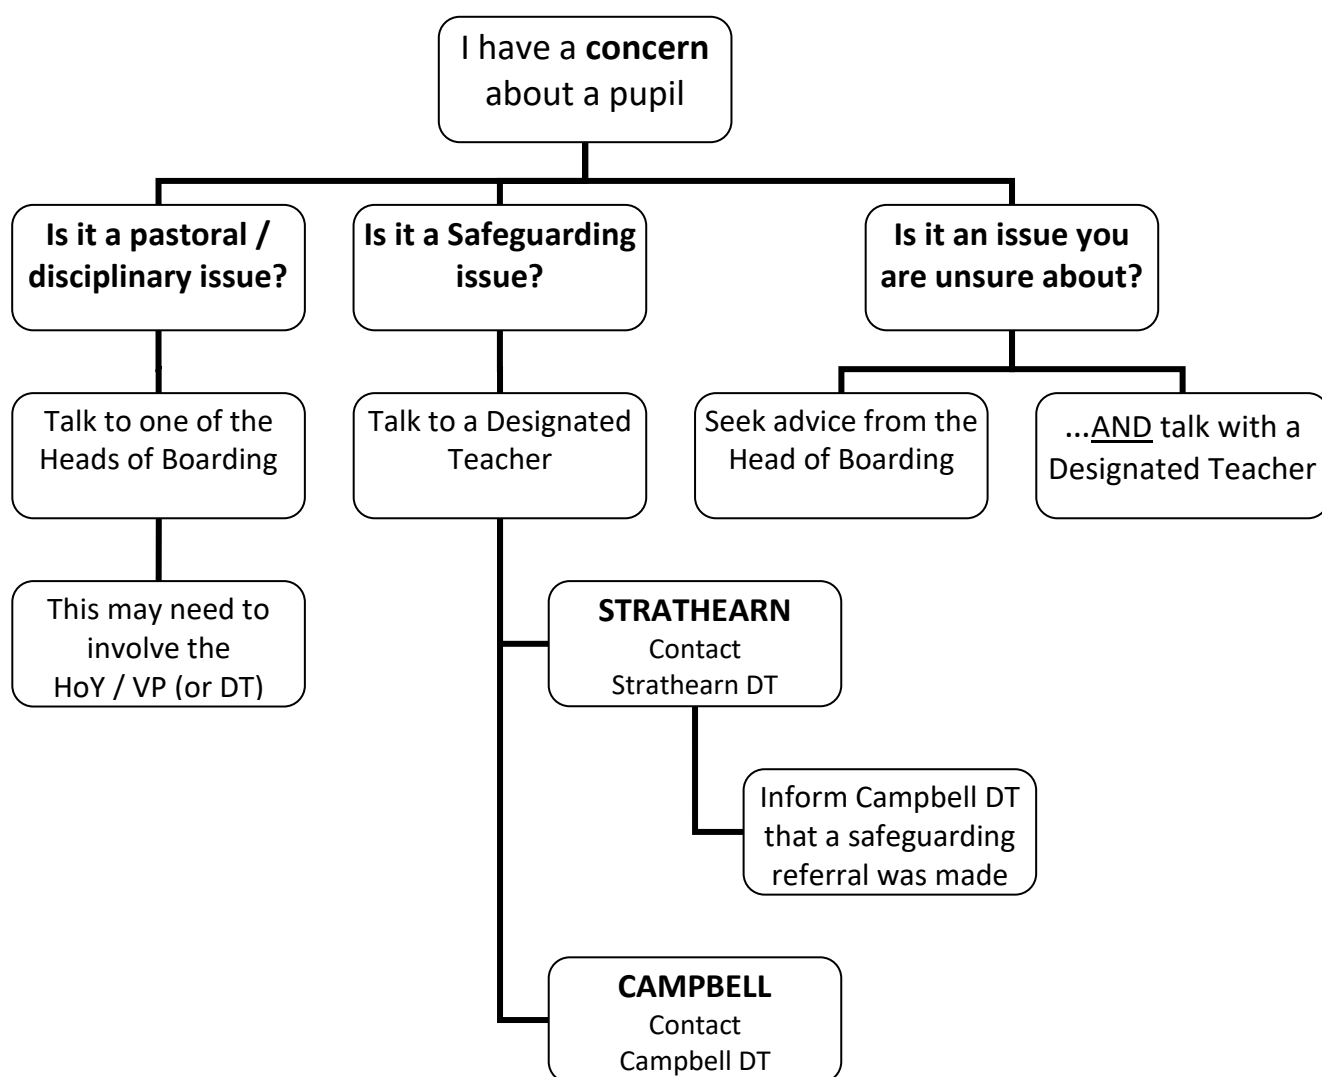 I have a concern
about a pupil
Is it a pastoral /
disciplinary issue?
Is it a Safeguarding
issue?
Is it an issue you
are unsure about?
Talk to one of the
Heads of Boarding
Talk to a Designated
Teacher
Seek advice from the
Head of Boarding
...AND talk with a
Designated Teacher
This may need to
involve the
HoY / VP (or DT)
STRATHEARN
Contact
Strathearn DT
Inform Campbell DT
that a safeguarding
referral was made
CAMPBELL
Contact
Campbell DT